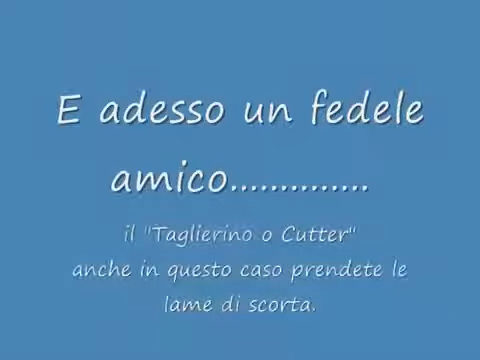 E adesso un fedele
amico..............
il "Taglierino o Cutter"
anche in questo caso prendete le
lame di scorta.